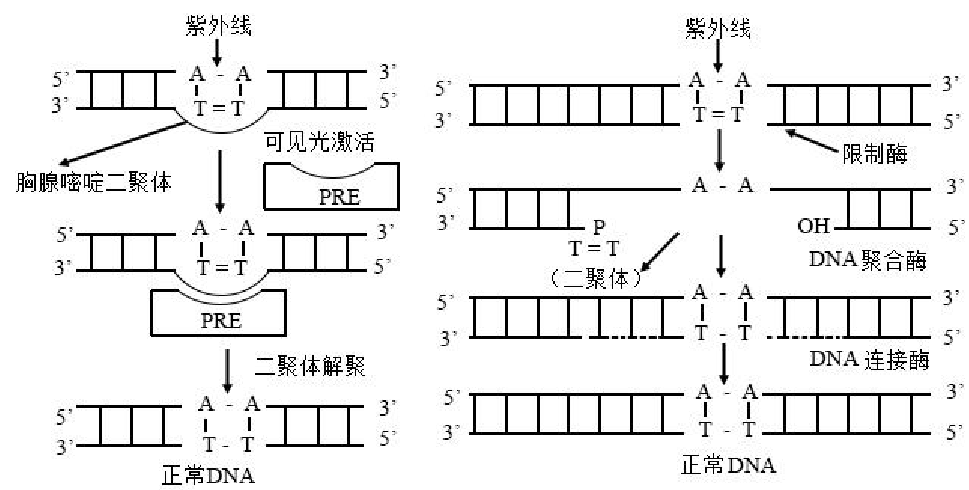 紫外线
5’ A - A 3’
3’ T = T 5’
可见光激活
胸腺嘧啶二聚体
PRE
5’ A - A 3’
3’ T = T 5’
PRE
二聚体解聚
5’ A - A 3’
3’ T - T 5’
正常DNA
紫外线
5’ A - A 3’
3’ T = T 5’
限制酶
5’ A - A 3’
3’ P OH 5’
T = T
DNA 聚合酶
（二聚体）
5’ A - A 3’
3’ T - T 5’
DNA 连接酶
5’ A - A 3’
3’ T - T 5’
正常DNA